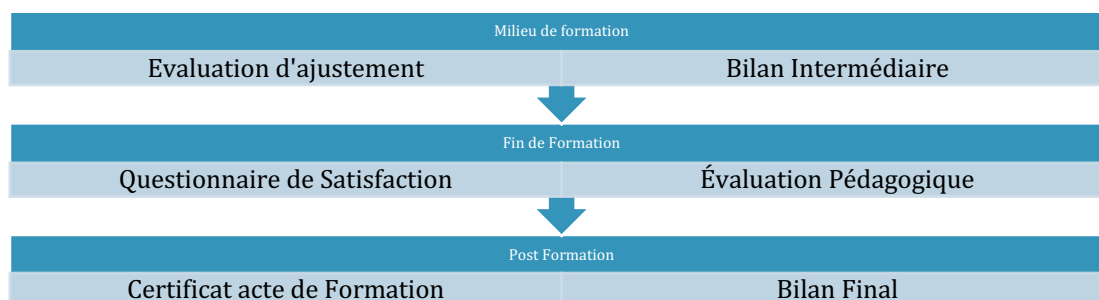 Milieu de formation
Evaluation d'ajustement Bilan Intermédiaire
Fin de Formation
Questionnaire de Satisfaction Évaluation Pédagogique
Post Formation
Certificat acte de Formation Bilan Final